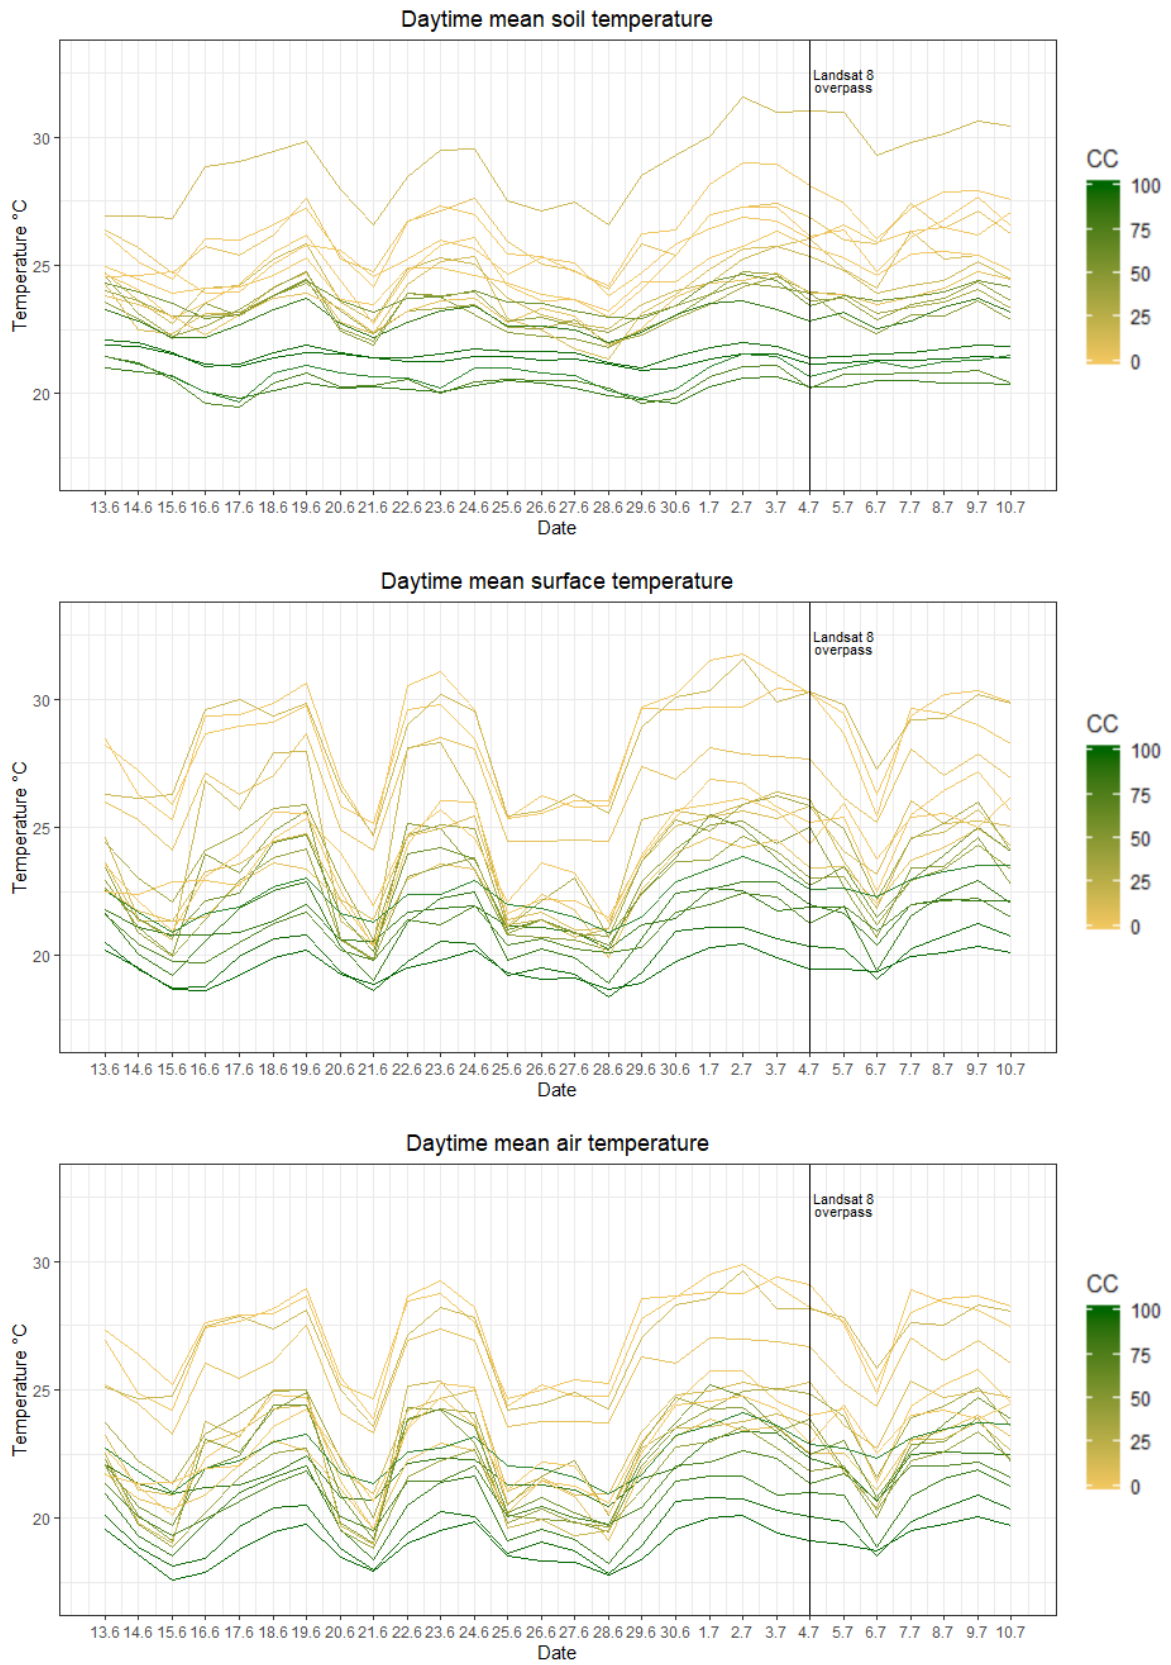 Daytime mean soil temperature
Landsat 8
overpass
30
25
20
Temperature °C
13.6 14.6 15.6 16.6 17.6 18.6 19.6 20.6 21.6 22.6 23.6 24.6 25.6 26.6 27.6 28.6 29.6 30.6 1.7 2.7 3.7 4.7 5.7 6.7 7.7 8.7 9.7 10.7
Date
CC
100
75
50
25
0
Daytime mean surface temperature
Landsat 8
overpass
30
25
20
Temperature °C
13.6 14.6 15.6 16.6 17.6 18.6 19.6 20.6 21.6 22.6 23.6 24.6 25.6 26.6 27.6 28.6 29.6 30.6 1.7 2.7 3.7 4.7 5.7 6.7 7.7 8.7 9.7 10.7
Date
CC
100
75
50
25
0
Daytime mean air temperature
Landsat 8
overpass
30
25
20
Temperature °C
13.6 14.6 15.6 16.6 17.6 18.6 19.6 20.6 21.6 22.6 23.6 24.6 25.6 26.6 27.6 28.6 29.6 30.6 1.7 2.7 3.7 4.7 5.7 6.7 7.7 8.7 9.7 10.7
Date
CC
100
75
50
25
0